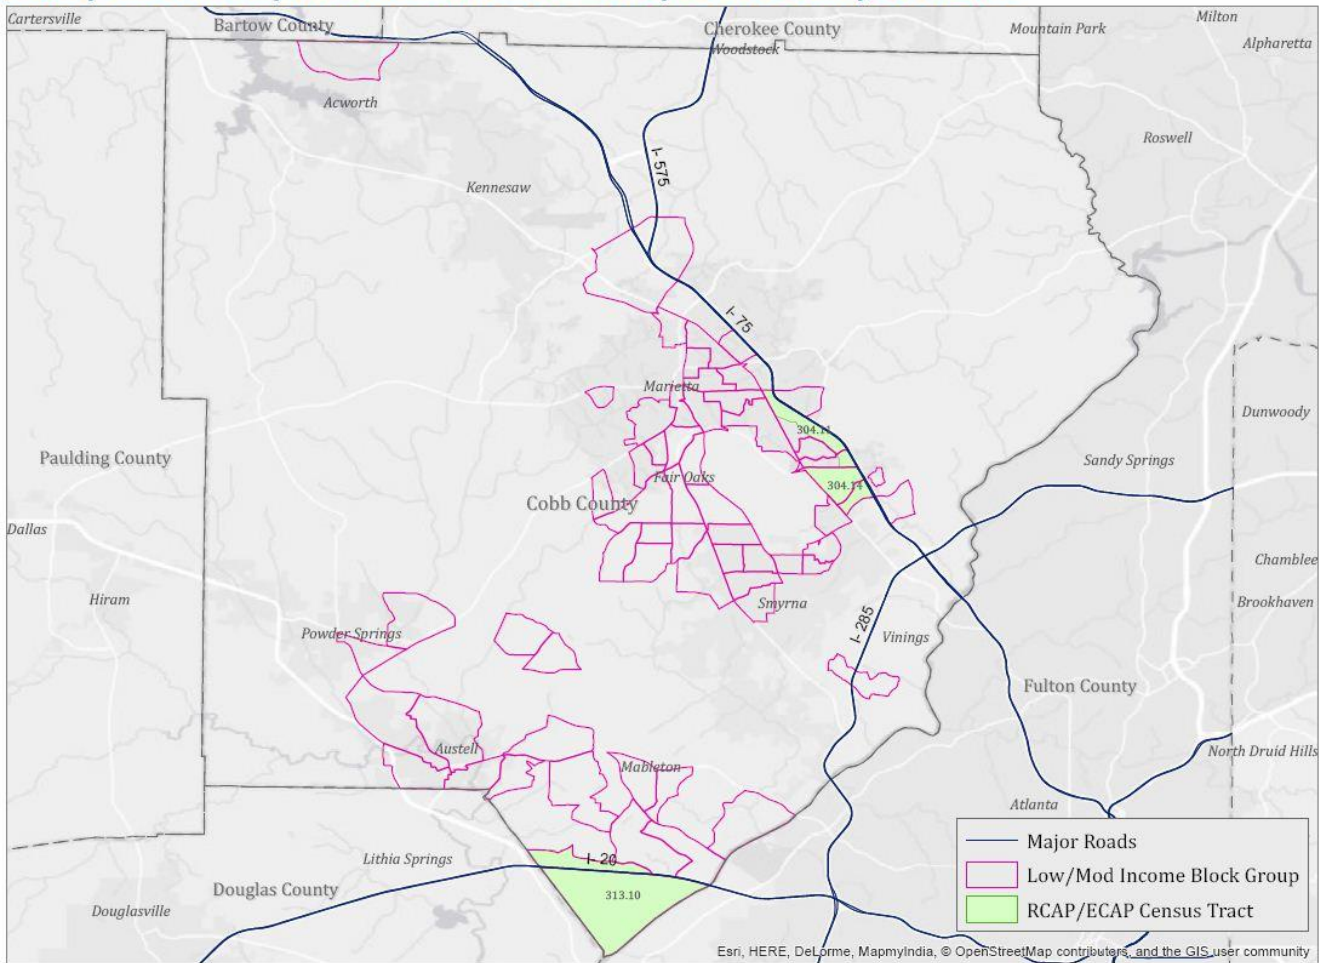 Cartersville
Bartow County
Cherokee County
Woodstock
Mountain Park
Milton
Alpharetta
Acworth
Roswell
I- 575
Kennesaw
I- 75
Marietta
Dunwoody
304.11
Paulding County
Sandy Springs
Fair Oaks
304.14
Cobb County
Dallas
Chamblee
Hiram
Smyrna
Brookhaven
I- 285
Powder Springs
Vinings
Fulton County
Austell
North Druid Hills
Mableton
Atlanta
Lithia Springs
I- 20
313.10
Douglas County
Douglasville
Major Roads
Low/Mod Income Block Group
RCAP/ECAP Census Tract
Esri, HERE, DeLorme, MapmyIndia, © OpenStreetMap contributors, and the GIS user community